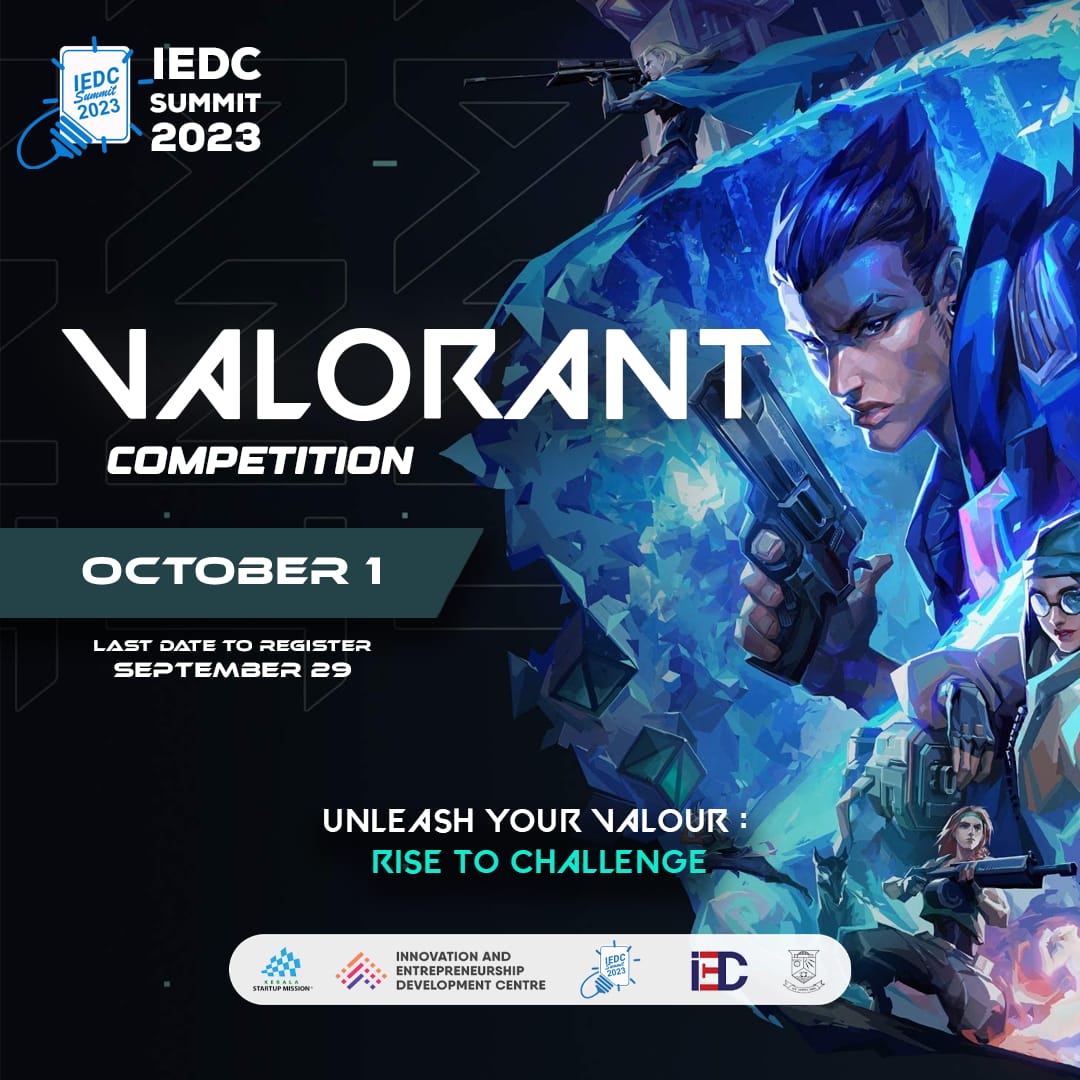 IEDC
Summit
2023
IEDC
SUMMIT
2023
VALORANT
COMPETITION
OCTOBER 1
LAST DATE TO REGISTER
SEPTEMBER 29
UNLEASH YOUR VALOUR :
RISE TO CHALLENGE
KERALA
STARTUP MISSION
INNOVATION AND
ENTREPRENEURSHIP
DEVELOPMENT CENTRE
IEDC
Summit
2023
IEDC